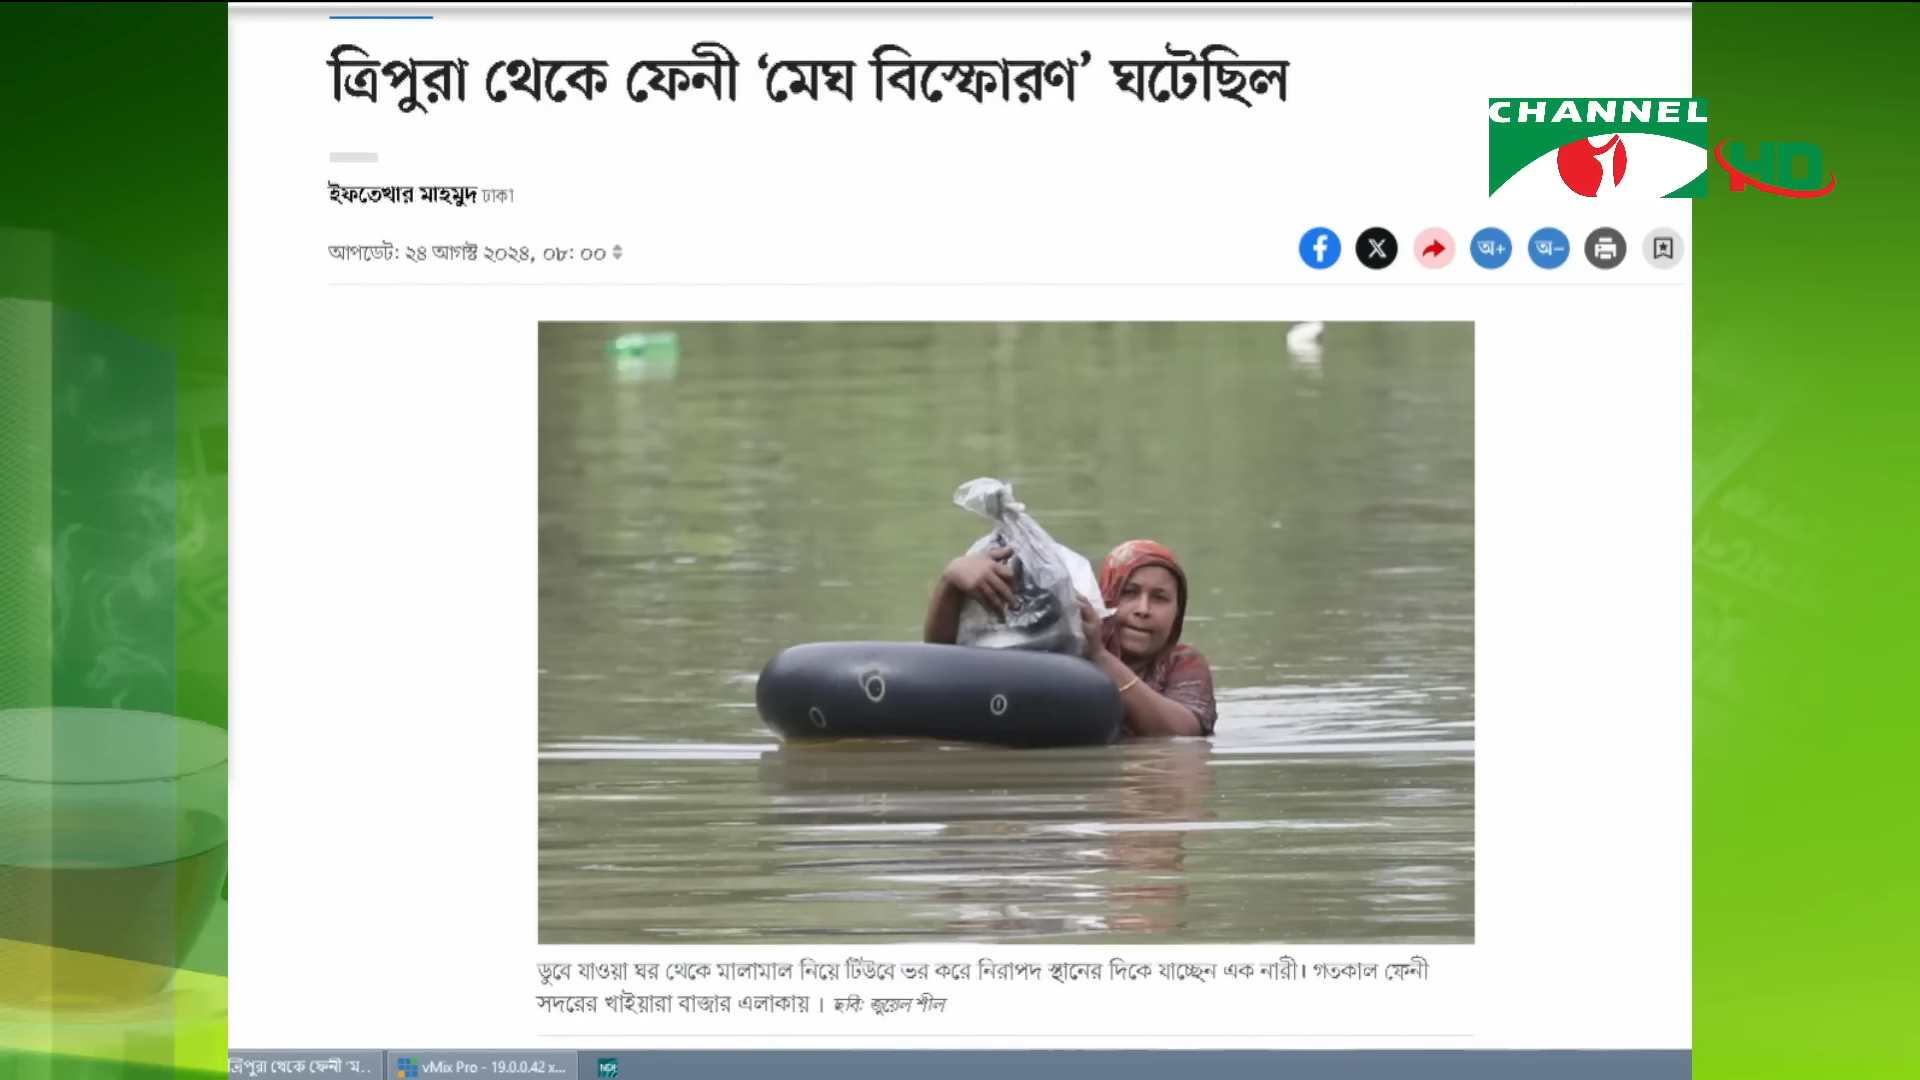 ত্রিপুরা থেকে ফেনী ‘মেঘ বিস্ফোরণ’ ঘটেছিল
CHANNEL
HD
ইফতেখার মাহমুদ ঢাকা
আপডেট: ২৪ আগস্ট ২০২৪, ০৮: ০০
অ+ অ−
ডুবে যাওয়া ঘর থেকে মালামাল নিয়ে টিউবে ভর করে নিরাপদ স্থানের দিকে যাচ্ছেন এক নারী। গতকাল ফেনী
সদরের খাইয়ারা বাজার এলাকায় । ছবি: জুয়েল শীল
ত্রিপুরা থেকে ফেনী ‘ম...
vMix Pro - 19.0.0.42 x...